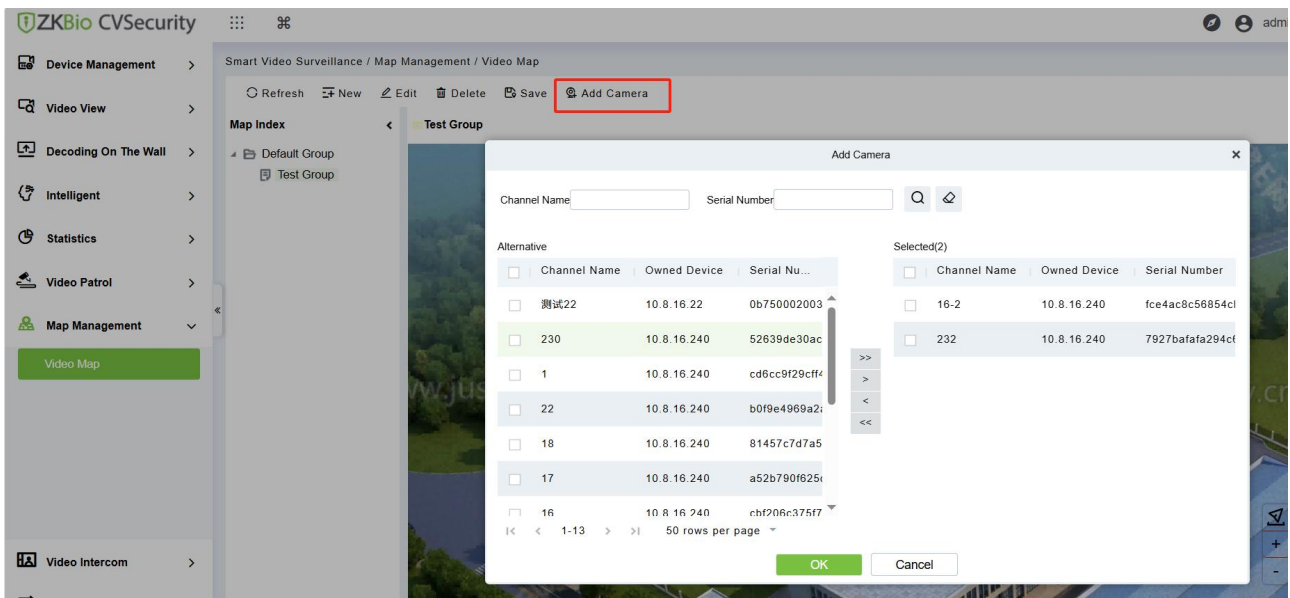 ZKBio CVSecurity
admi
Device Management
Video View
Decoding On The Wall
Intelligent
Statistics
Video Patrol
Map Management
Video Map
Video Intercom
Smart Video Surveillance / Map Management / Video Map
Refresh New Edit Delete Save Add Camera
Map Index
Test Group
Default Group
Test Group
Add Camera
Channel Name Serial Number
Alternative
Channel Name Owned Device Serial Nu...
测试22 10.8.16.22 0b750002003
230 10.8.16.240 52639de30ac
1 10.8.16.240 cd6cc9f29cff4
22 10.8.16.240 b0f9e4969a2
18 10.8.16.240 81457c7d7a5
17 10.8.16.240 a52b790f625
16 10.8.16.240 cbf206c375f7
1-13 50 rows per page
>>
>
<
<<
Selected(2)
Channel Name Owned Device Serial Number
16-2 10.8.16.240 fce4ac8c56854c
232 10.8.16.240 7927bafafa294c
OK Cancel
+
-